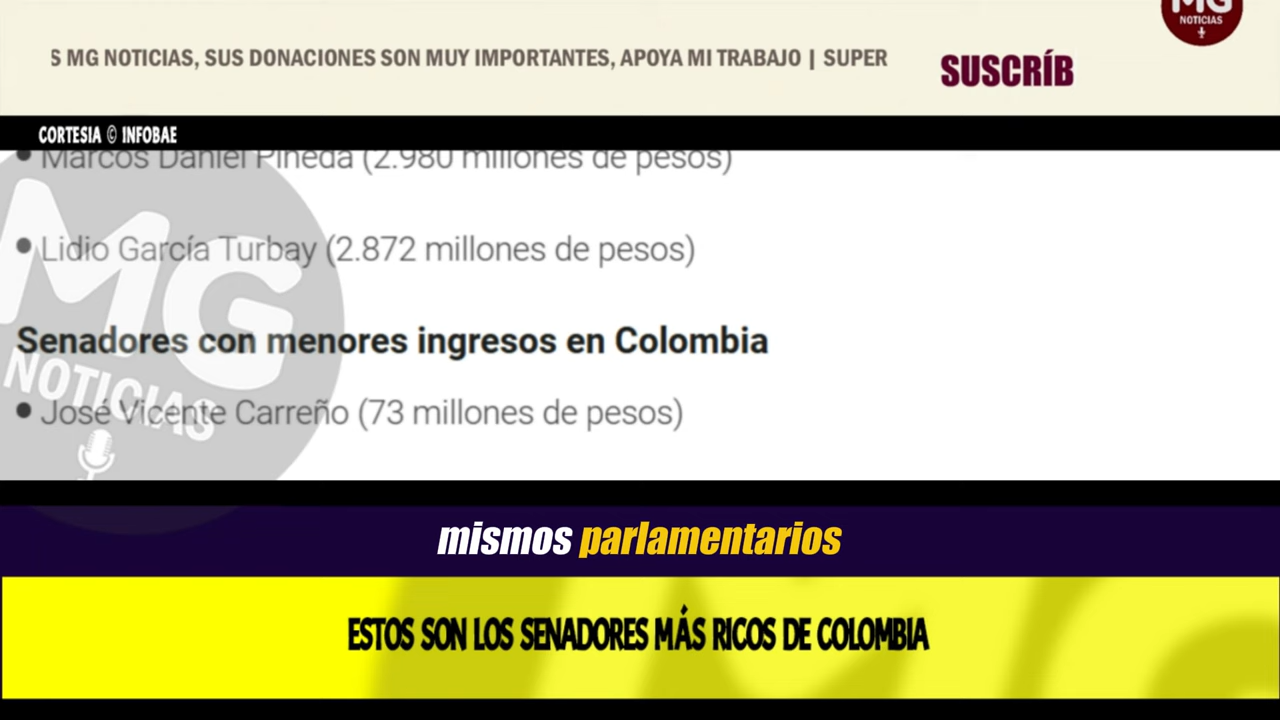 MG
NOTICIAS
S MG NOTICIAS, SUS DONACIONES SON MUY IMPORTANTES, APOYA MI TRABAJO | SUPER
SUSCRÍB
CORTESIA © INFOBAE
• Marcos Daniel Pineda (2.980 millones de pesos)
• Lidio García Turbay (2.872 millones de pesos)
Senadores con menores ingresos en Colombia
• José Vicente Carreño (73 millones de pesos)
MG
NOTICIAS
mismos parlamentarios
ESTOS SON LOS SENADORES MÁS RICOS DE COLOMBIA